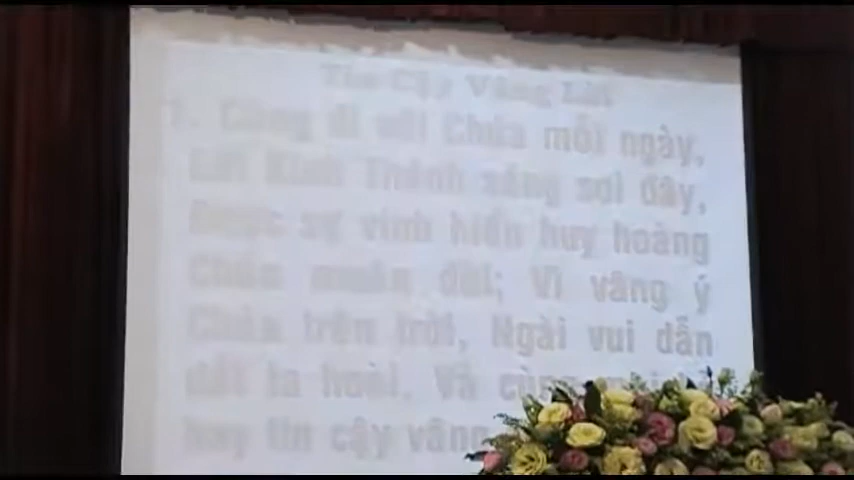 Tin Cậy Vâng Lời
1. Cùng đi với Chúa mỗi ngày,
Lời Kinh Thánh sáng soi đây,
Được sự vinh hiển huy hoàng
Chúa muôn đời; Vì vâng ý
Chúa trên trời, Ngài vui dẫn
dắt ta hoài. Và cùng
hay tin cậy vâng